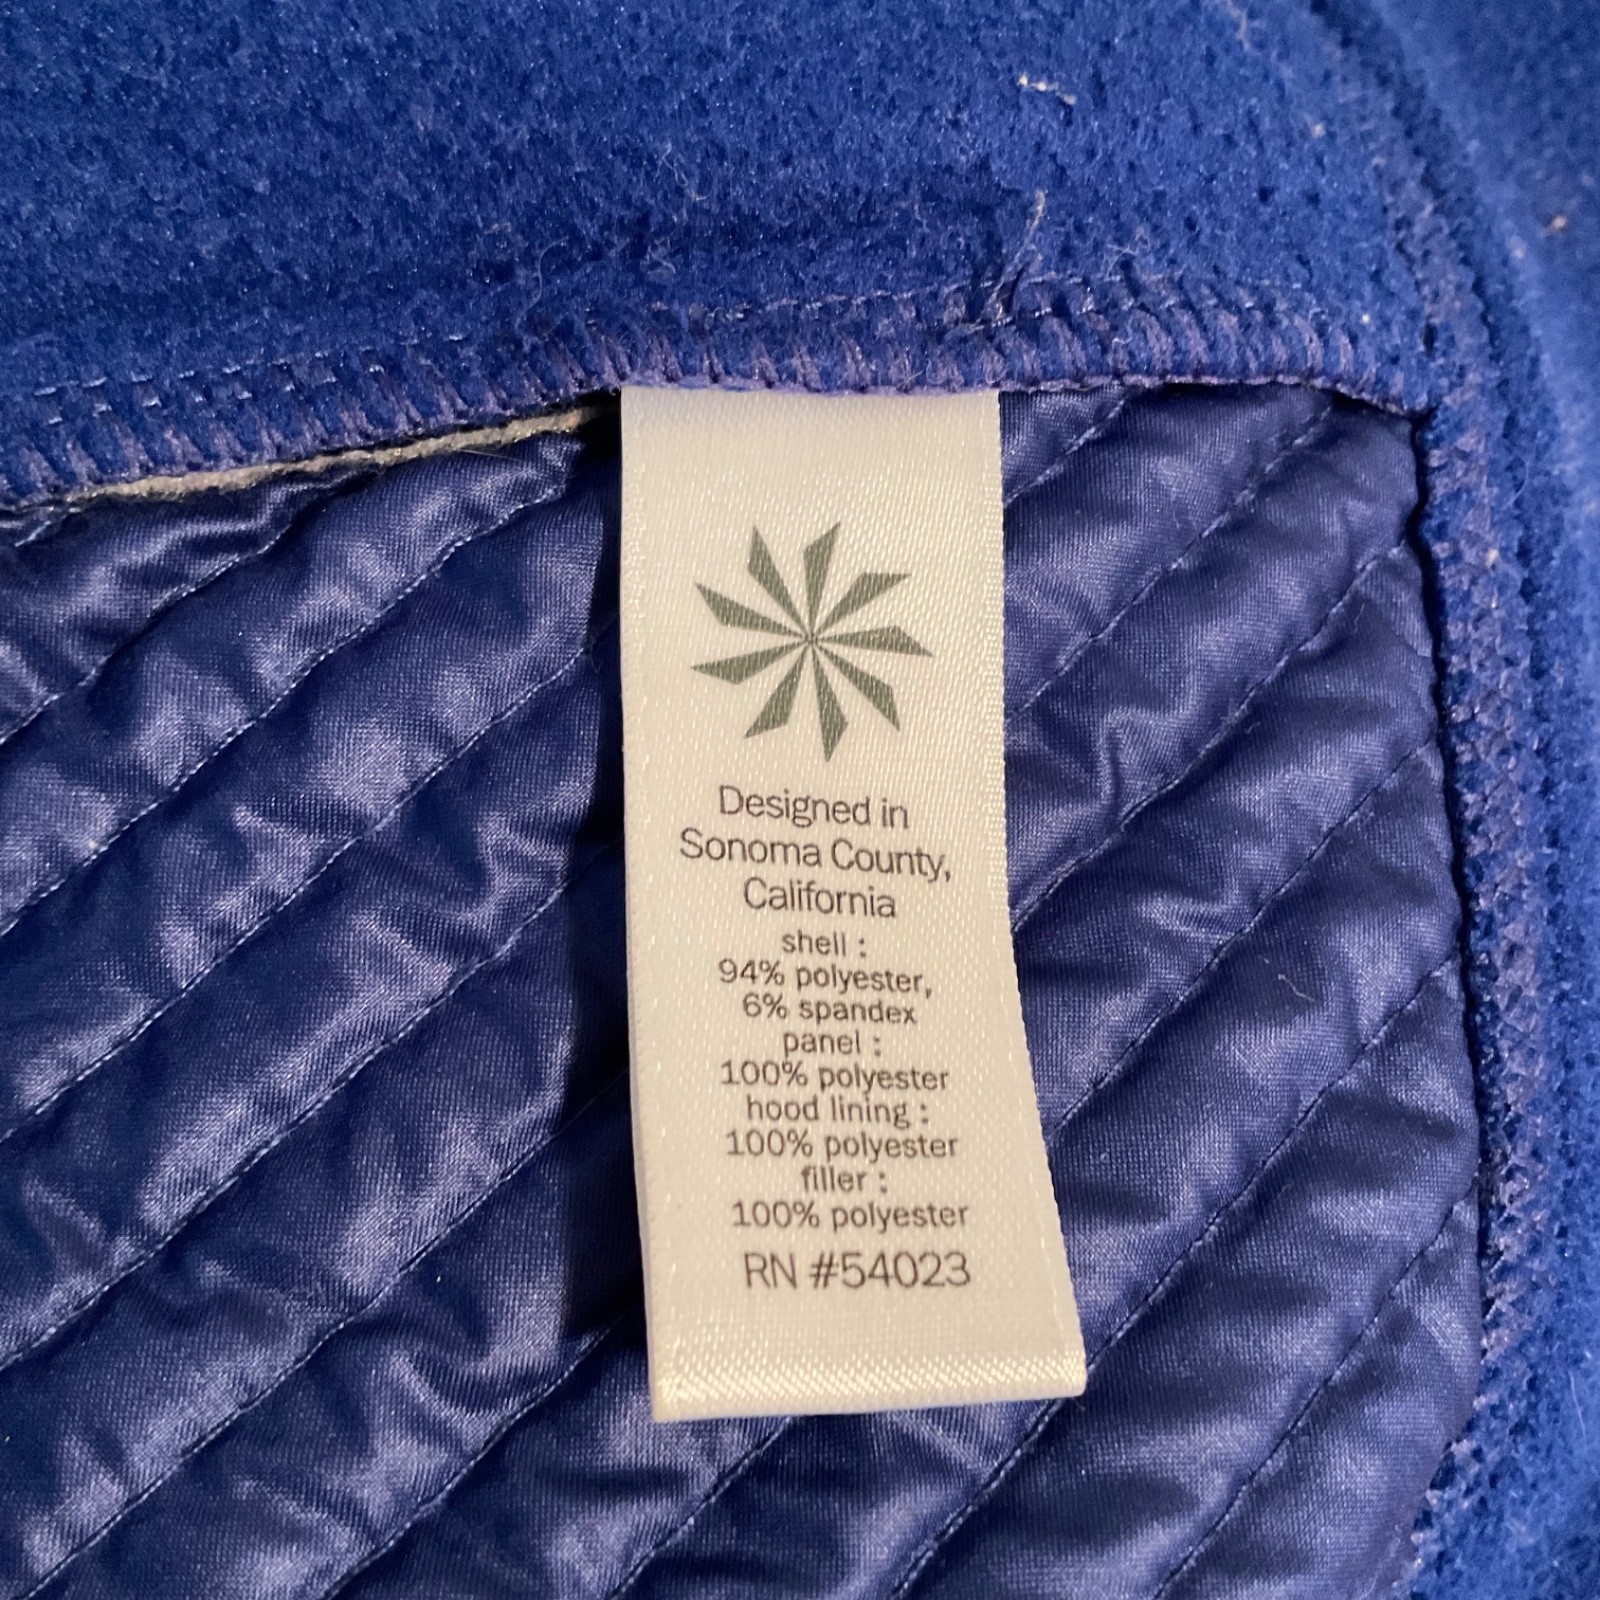 Designed in
Sonoma County,
California
shell :
94% polyester,
6% spandex
panel :
100% polyester
hood lining :
100% polyester
filler :
100% polyester
RN #54023